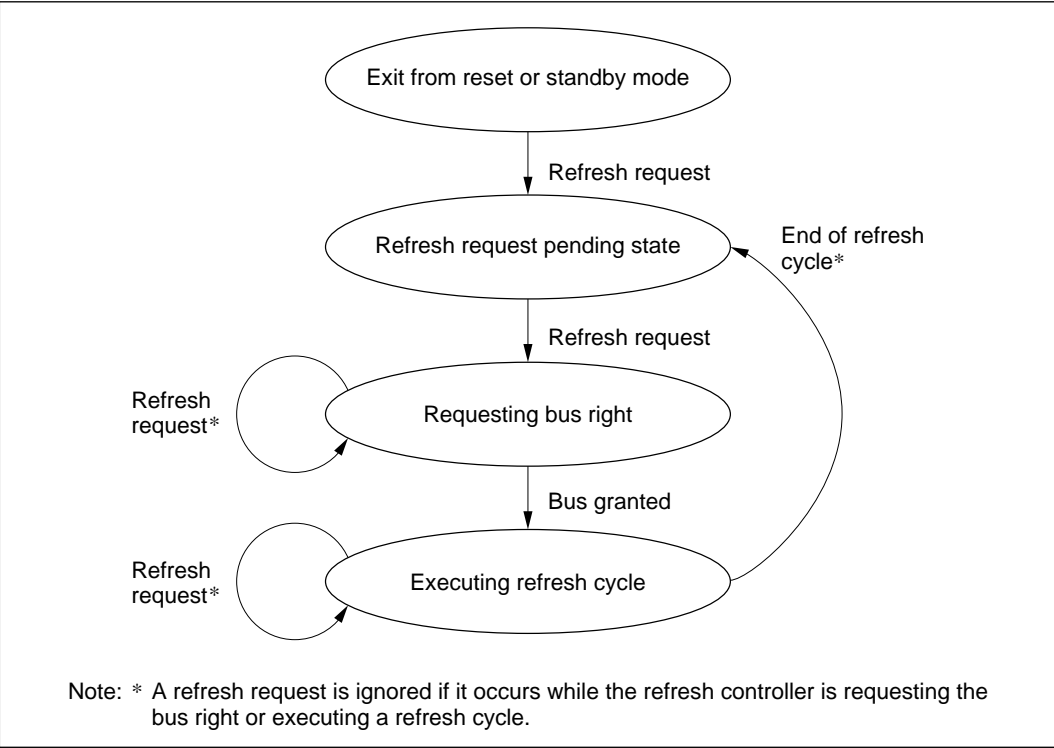 Exit from reset or standby mode
Refresh request
Refresh request pending state
End of refresh
cycle*
Refresh request
Refresh
request*
Requesting bus right
Bus granted
Refresh
request*
Executing refresh cycle
Note: * A refresh request is ignored if it occurs while the refresh controller is requesting the
bus right or executing a refresh cycle.